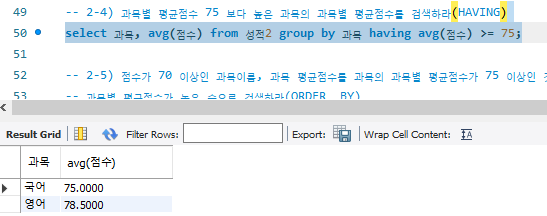 49 -- 2-4) 과목별 평균점수 75 보다 높은 과목의 과목별 평균점수를 검색하라(HAVING)
50 select 과목, avg(점수) from 성적2 group by 과목 having avg(점수) >= 75;
51
52 -- 2-5) 점수가 70 이상인 과목이름, 과목 평균점수를 과목의 과목별 평균점수가 75 이상인
53 -- 과목별 평균점수가 높은 순으로 검색하라(ORDER BY)
Result Grid Filter Rows: Export: Wrap Cell Content:
과목 avg(점수)
국어 75.0000
영어 78.5000